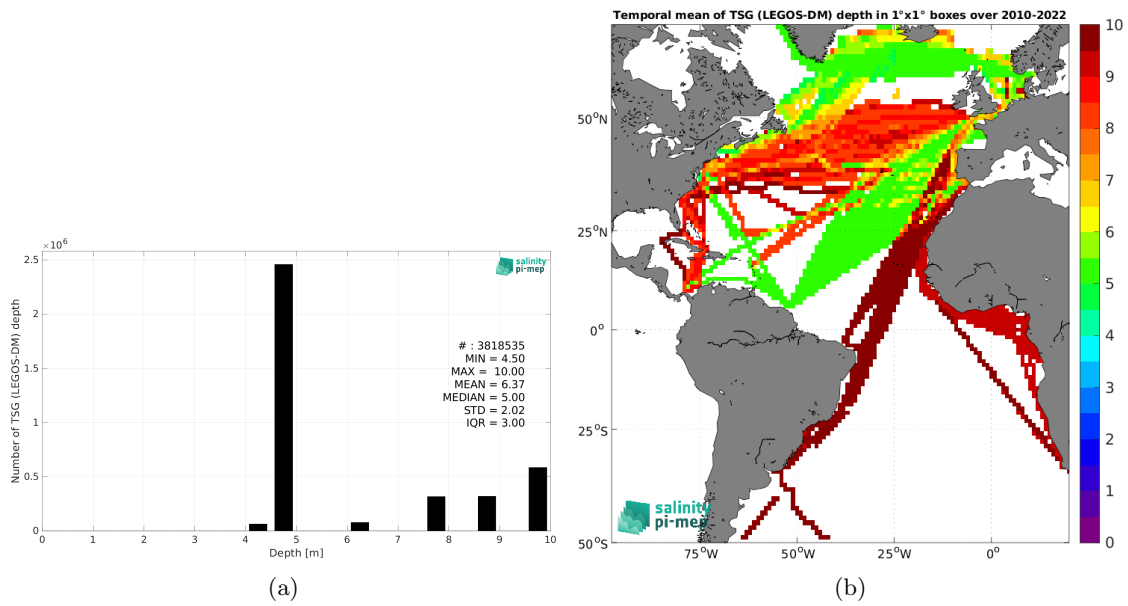 ×10⁶
2.5
2
1.5
1
0.5
0
0 1 2 3 4 5 6 7 8 9 10
Number of TSG (LEGOS-DM) depth
Depth [m]
salinity
pi-mep
# : 3818535
MIN = 4.50
MAX = 10.00
MEAN = 6.37
MEDIAN = 5.00
STD = 2.02
IQR = 3.00
(a)
Temporal mean of TSG (LEGOS-DM) depth in 1°x1° boxes over 2010-2022
50°N
25°N
0°
25°S
50°S
75°W 50°W 25°W 0°
salinity
pi-mep
10
9
8
7
6
5
4
3
2
1
0
(b)